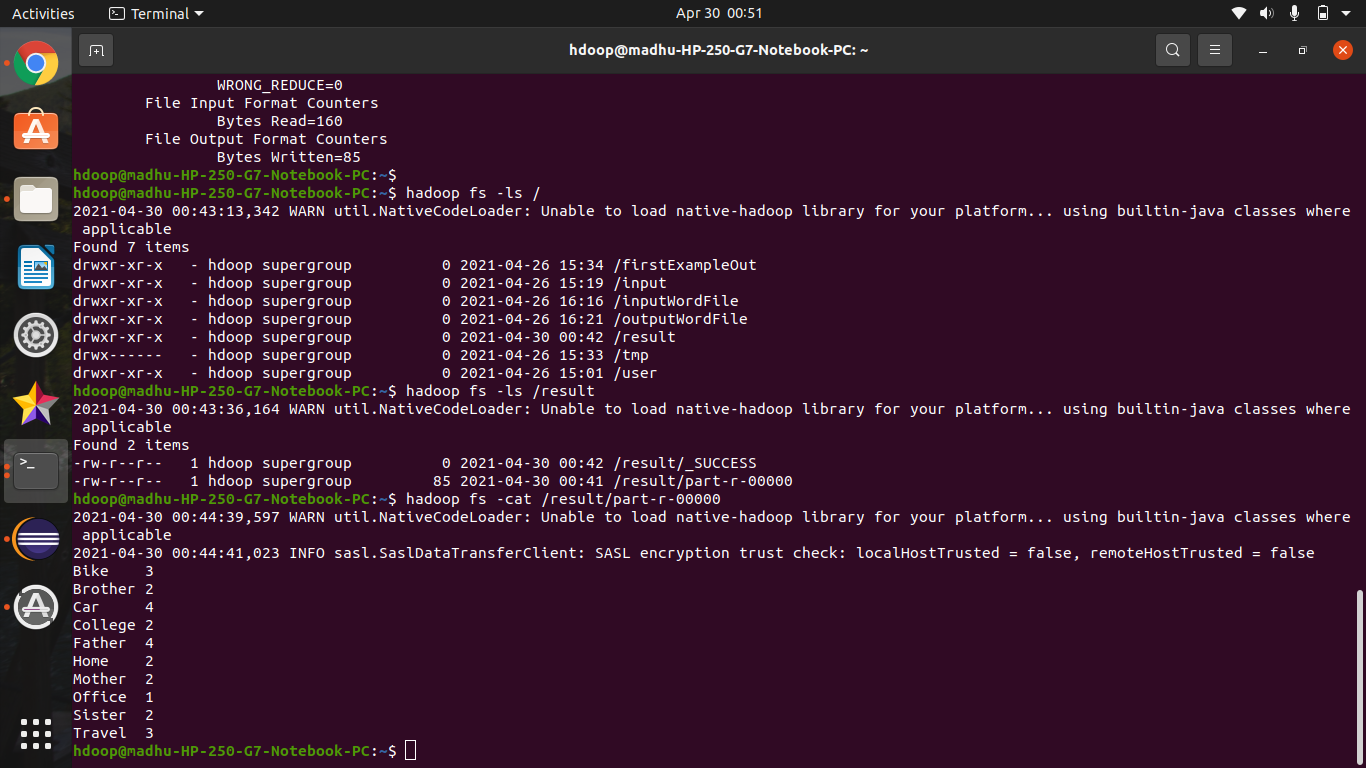 Activities Terminal Apr 30 00:51
hdoop@madhu-HP-250-G7-Notebook-PC: ~
WRONG_REDUCE=0
File Input Format Counters
Bytes Read=160
File Output Format Counters
Bytes Written=85
hdoop@madhu-HP-250-G7-Notebook-PC:~$
hdoop@madhu-HP-250-G7-Notebook-PC:~$ hadoop fs -ls /
2021-04-30 00:43:13,342 WARN util.NativeCodeLoader: Unable to load native-hadoop library for your platform... using builtin-java classes where
applicable
Found 7 items
drwxr-xr-x   - hdoop supergroup          0 2021-04-26 15:34 /firstExampleOut
drwxr-xr-x   - hdoop supergroup          0 2021-04-26 15:19 /input
drwxr-xr-x   - hdoop supergroup          0 2021-04-26 16:16 /inputWordFile
drwxr-xr-x   - hdoop supergroup          0 2021-04-26 16:21 /outputWordFile
drwxr-xr-x   - hdoop supergroup          0 2021-04-30 00:42 /result
drwx------   - hdoop supergroup          0 2021-04-26 15:33 /tmp
drwxr-xr-x   - hdoop supergroup          0 2021-04-26 15:01 /user
hdoop@madhu-HP-250-G7-Notebook-PC:~$ hadoop fs -ls /result
2021-04-30 00:43:36,164 WARN util.NativeCodeLoader: Unable to load native-hadoop library for your platform... using builtin-java classes where
applicable
Found 2 items
-rw-r--r--   1 hdoop supergroup          0 2021-04-30 00:42 /result/_SUCCESS
-rw-r--r--   1 hdoop supergroup         85 2021-04-30 00:41 /result/part-r-00000
hdoop@madhu-HP-250-G7-Notebook-PC:~$ hadoop fs -cat /result/part-r-00000
2021-04-30 00:44:39,597 WARN util.NativeCodeLoader: Unable to load native-hadoop library for your platform... using builtin-java classes where
applicable
2021-04-30 00:44:41,023 INFO sasl.SaslDataTransferClient: SASL encryption trust check: localHostTrusted = false, remoteHostTrusted = false
Bike    3
Brother 2
Car     4
College 2
Father  4
Home    2
Mother  2
Office  1
Sister  2
Travel  3
hdoop@madhu-HP-250-G7-Notebook-PC:~$